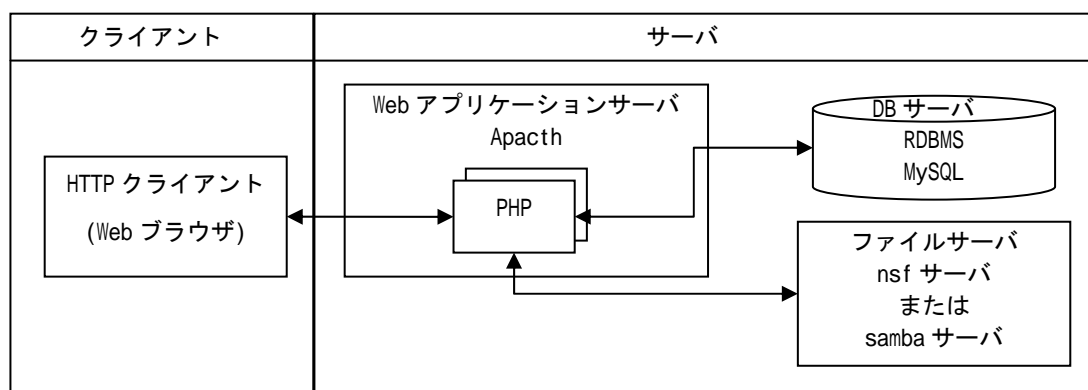 クライアント
サーバ
HTTP クライアント
(Web ブラウザ)
Web アプリケーションサーバ
Apacth
PHP
DB サーバ
RDBMS
MySQL
ファイルサーバ
nsf サーバ
または
samba サーバ